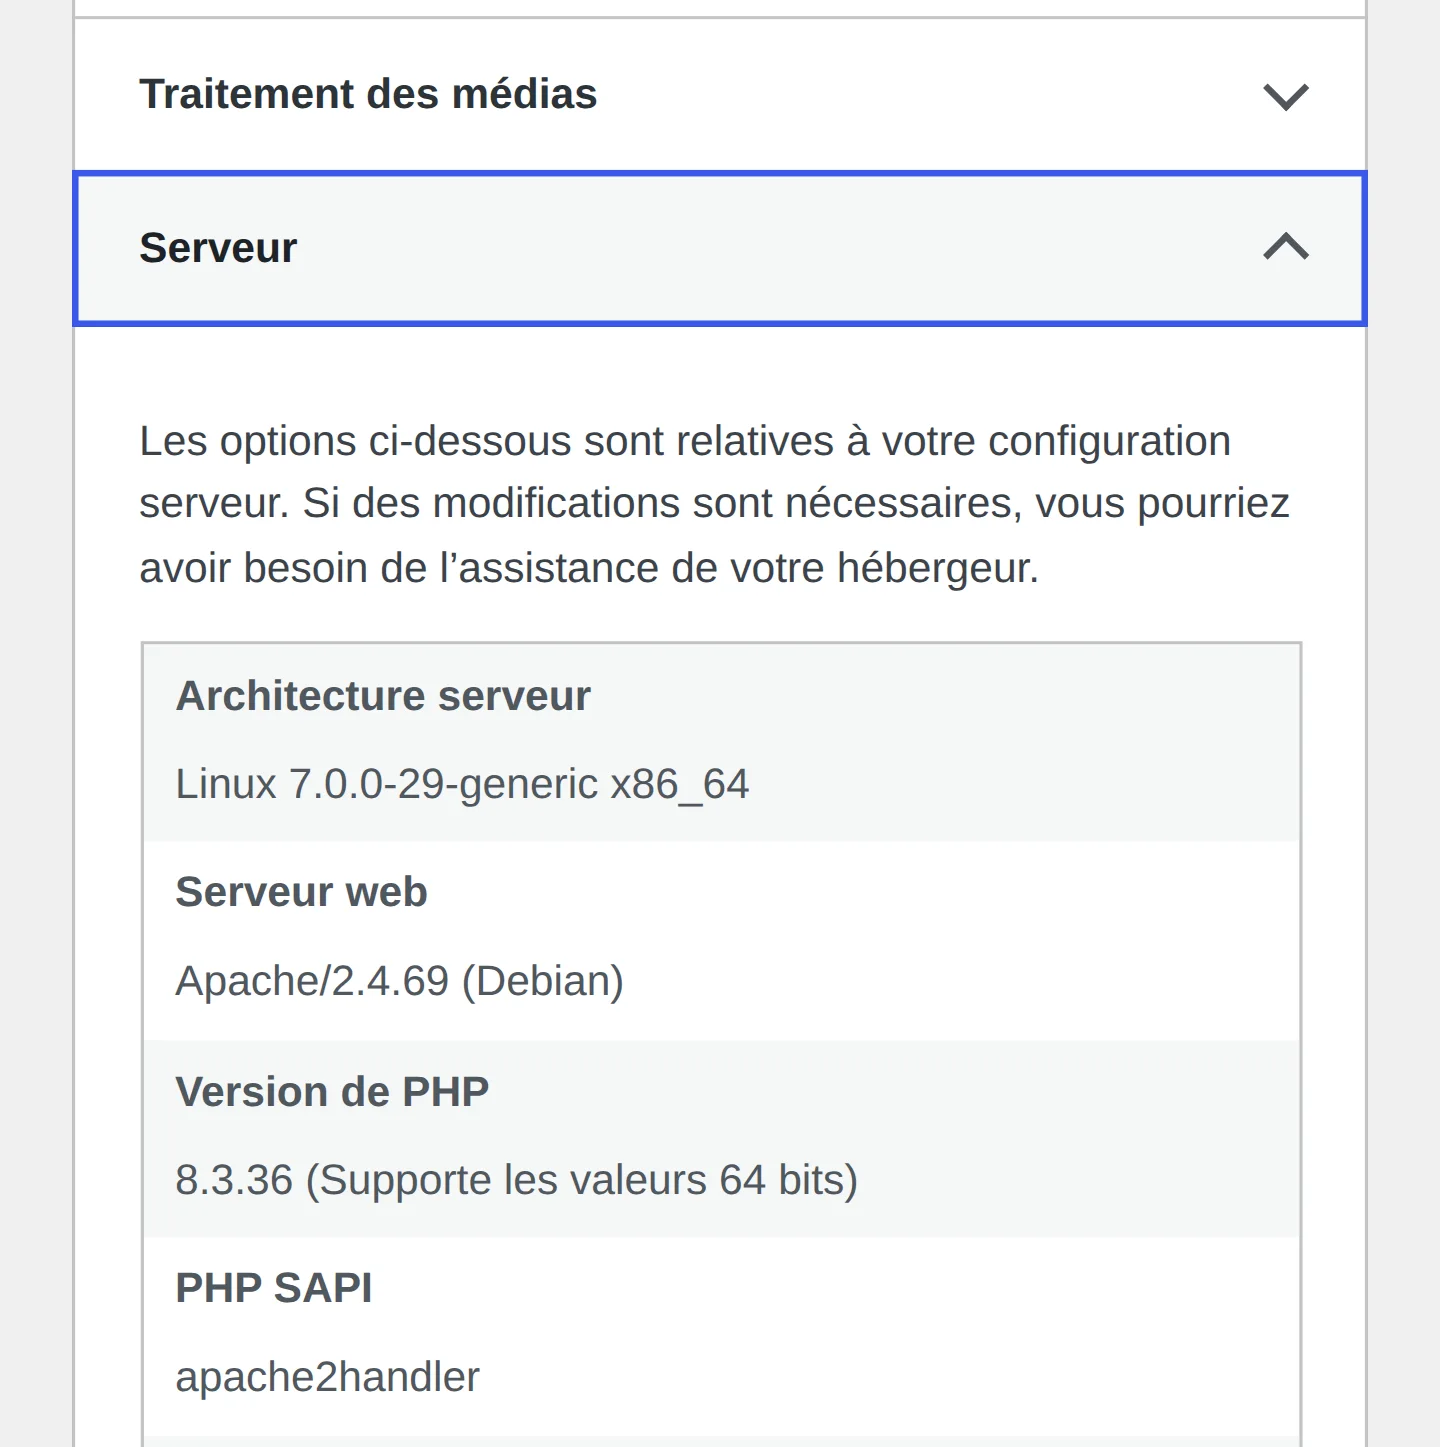 Traitement des médias
Serveur
Les options ci-dessous sont relatives à votre configuration
serveur. Si des modifications sont nécessaires, vous pourriez
avoir besoin de l’assistance de votre hébergeur.
Architecture serveur
Linux 7.0.0-29-generic x86_64
Serveur web
Apache/2.4.69 (Debian)
Version de PHP
8.3.36 (Supporte les valeurs 64 bits)
PHP SAPI
apache2handler